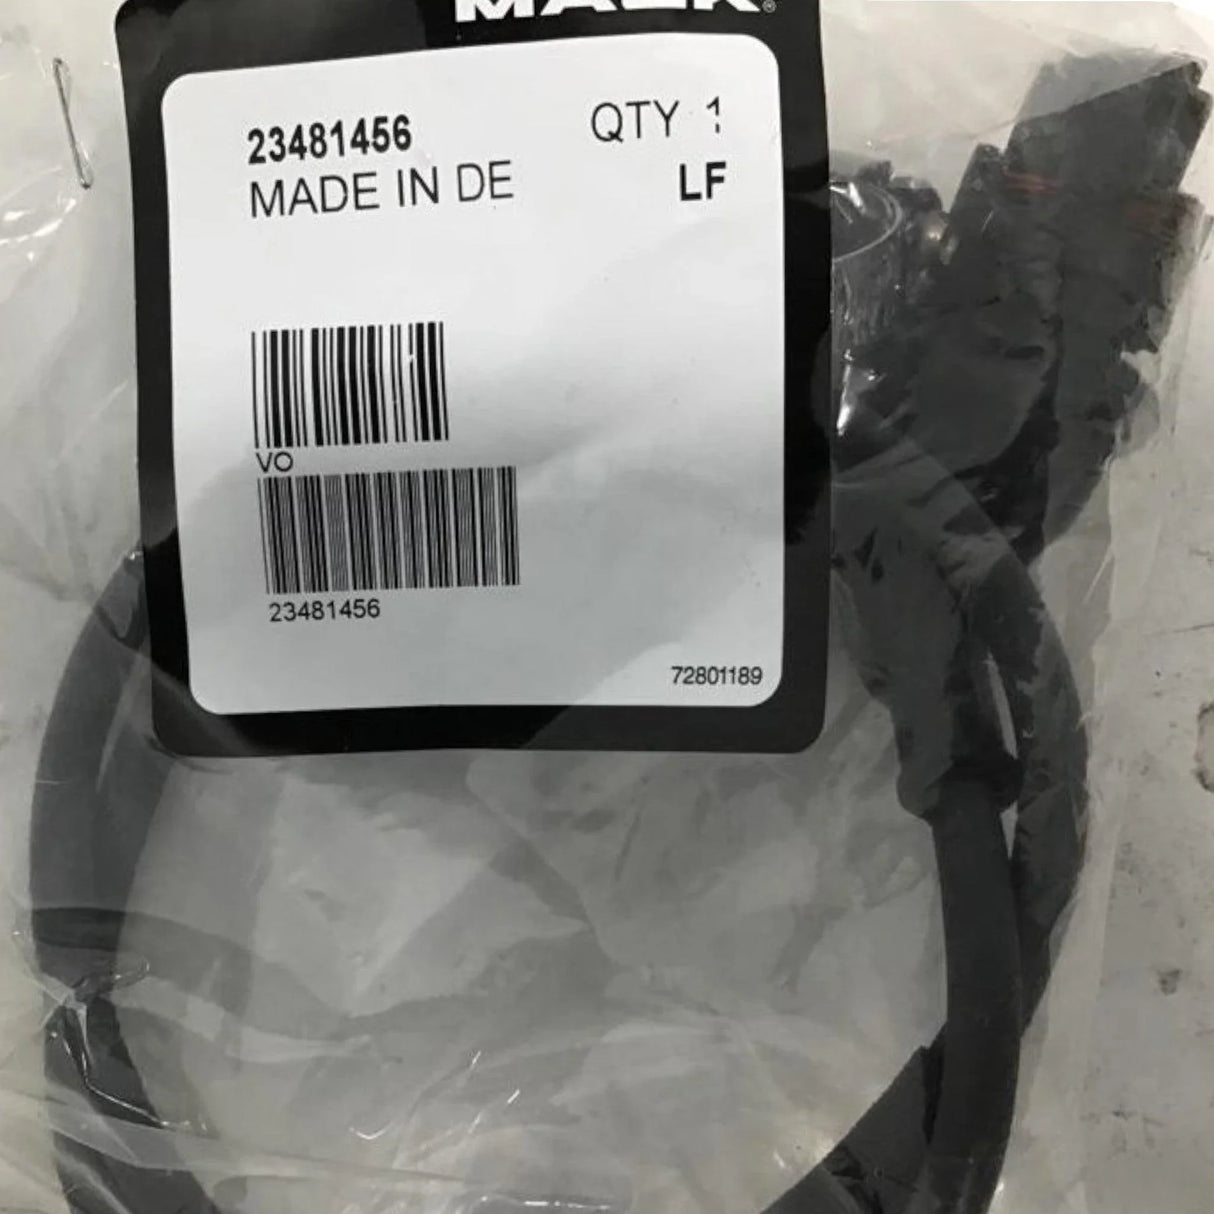 MACK®
23481456 QTY 1
MADE IN DE LF
VO
23481456
72801189